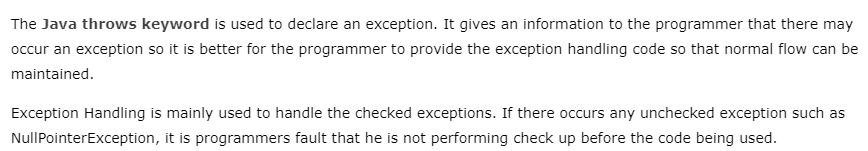 The Java throws keyword is used to declare an exception. It gives an information to the programmer that there may
occur an exception so it is better for the programmer to provide the exception handling code so that normal flow can be
maintained.
Exception Handling is mainly used to handle the checked exceptions. If there occurs any unchecked exception such as
NullPointerException, it is programmers fault that he is not performing check up before the code being used.